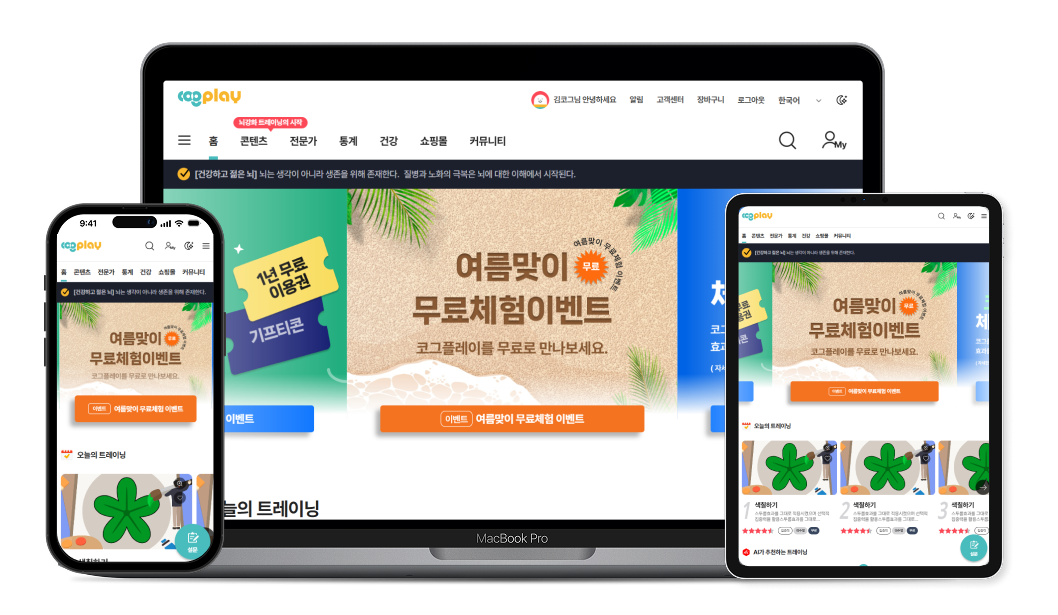 cogplay
김코그님 안녕하세요 알림 고객센터 장바구니 로그아웃 한국어
뇌강화 트레이닝의 시작
홈 콘텐츠 전문가 통계 건강 쇼핑몰 커뮤니티
My
[건강하고 젊은 뇌] 뇌는 생각이 아니라 생존을 위해 존재한다. 질병과 노화의 극복은 뇌에 대한 이해에서 시작된다.
1년 무료
이용권
기프티콘
이벤트
여름맞이 무료체험 이벤트
여름맞이 무료
무료체험이벤트
코그플레이를 무료로 만나보세요.
이벤트 여름맞이 무료체험 이벤트
늘의 트레이닝
MacBook Pro
9:41
cogplay
홈 콘텐츠 전문가 통계 건강 쇼핑몰 커뮤니티
[건강하고 젊은 뇌] 뇌는 생각이 아니라 생존을 위해 존재한다.
여름맞이 무료
무료체험이벤트
코그플레이를 무료로 만나보세요.
이벤트 여름맞이 무료체험 이벤트
오늘의 트레이닝
설문
색칠하기
cogplay
홈 콘텐츠 전문가 통계 건강 쇼핑몰 커뮤니티
[건강하고 젊은 뇌] 뇌는 생각이 아니라 생존을 위해 존재한다.
여름맞이 무료
무료체험이벤트
코그플레이를 무료로 만나보세요.
이벤트 여름맞이 무료체험 이벤트
오늘의 트레이닝
1 색칠하기
2 색칠하기
3 색칠하기
AI가 추천하는 트레이닝
설문